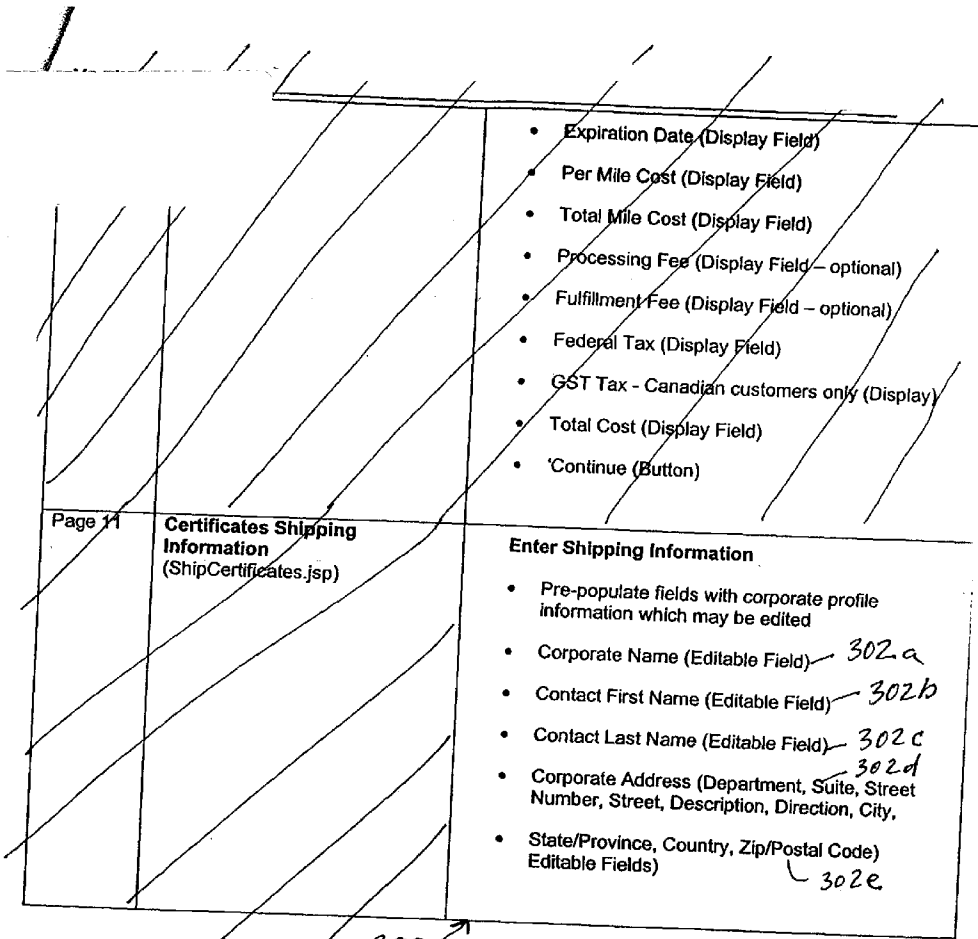 • Expiration Date (Display Field)
• Per Mile Cost (Display Field)
• Total Mile Cost (Display Field)
• Processing Fee (Display Field – optional)
• Fulfillment Fee (Display Field – optional)
• Federal Tax (Display Field)
• GST Tax - Canadian customers only (Display)
• Total Cost (Display Field)
• 'Continue (Button)
Page 11
Certificates Shipping
Information
(ShipCertificates.jsp)
Enter Shipping Information
• Pre-populate fields with corporate profile
information which may be edited
• Corporate Name (Editable Field) 302a
• Contact First Name (Editable Field) 302b
• Contact Last Name (Editable Field) 302c
302d
• Corporate Address (Department, Suite, Street
Number, Street, Description, Direction, City,
• State/Province, Country, Zip/Postal Code)
Editable Fields)
302e